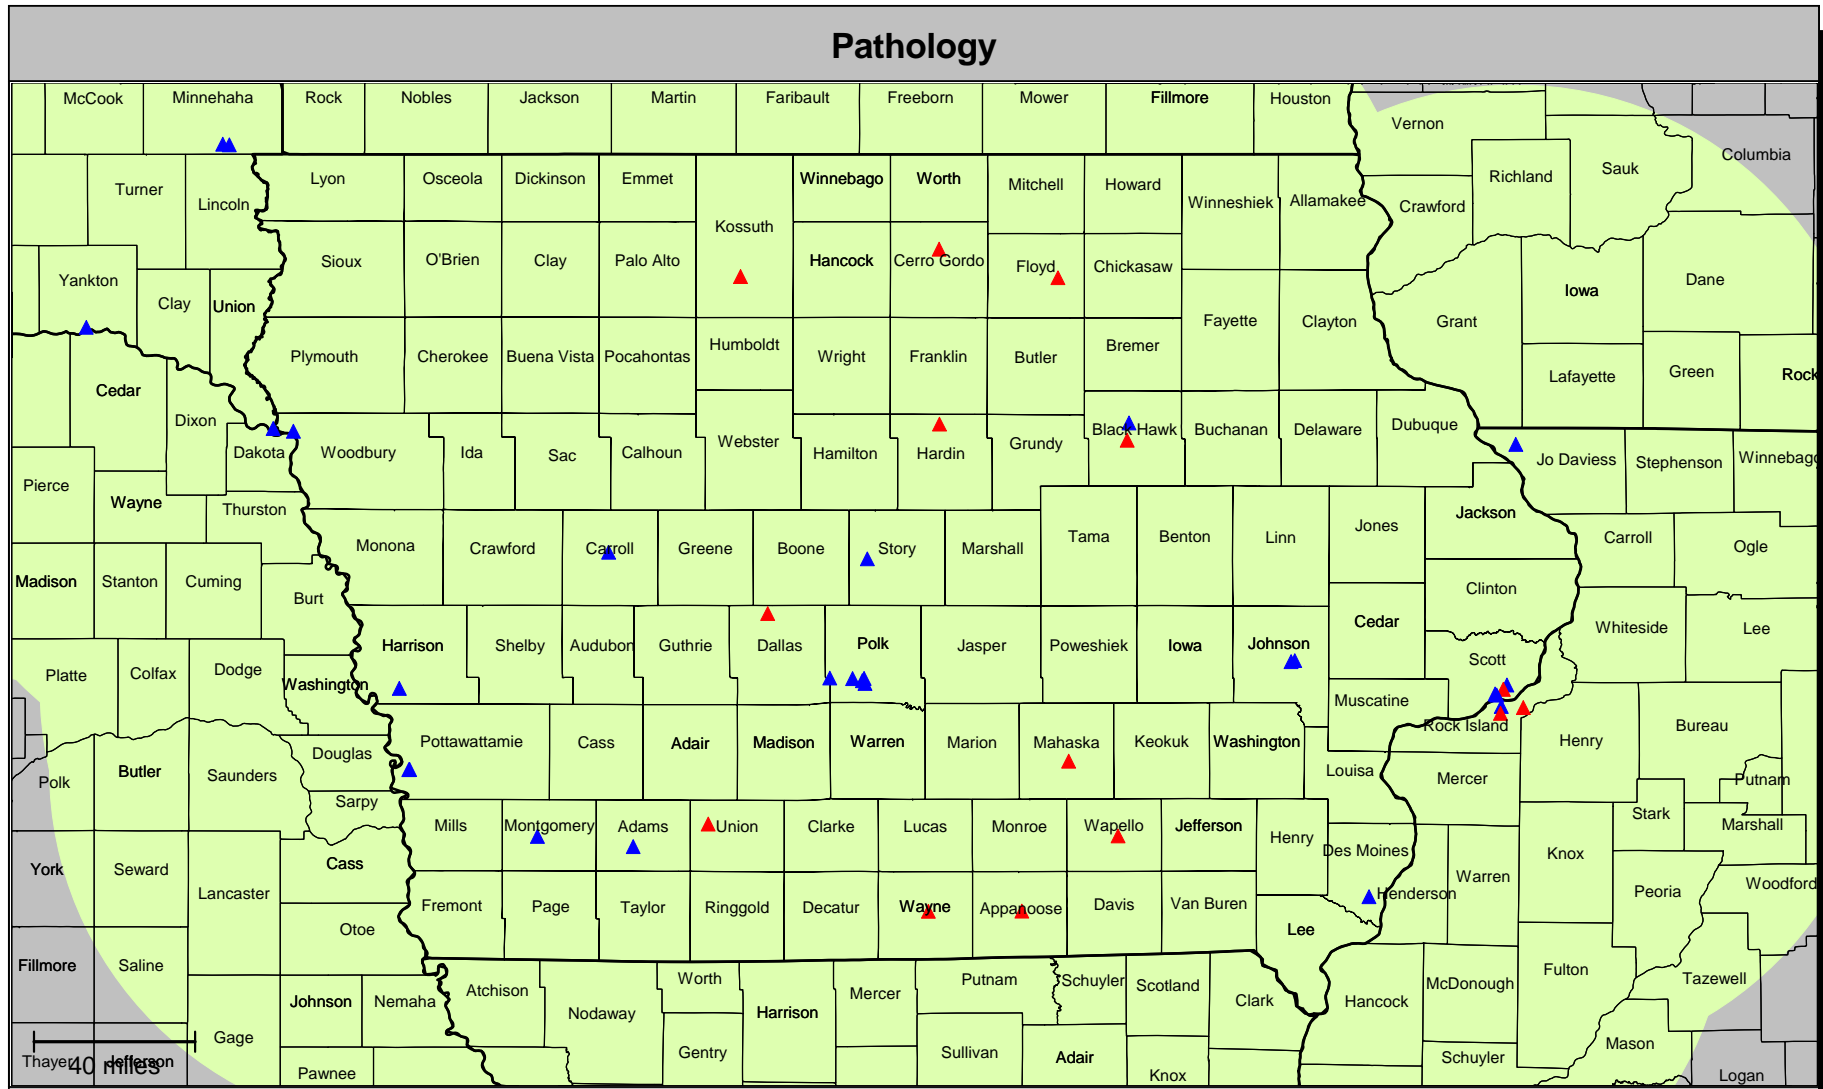 Pathology
McCook Minnehaha Rock Nobles Jackson Martin Faribault Freeborn Mower Fillmore Houston
Vernon
Columbia
Turner Lincoln Lyon Osceola Dickinson Emmet Winnebago Worth Mitchell Howard Winneshiek Allamakee Crawford Richland Sauk
Kossuth
Yankton Clay Union Sioux O'Brien Clay Palo Alto Hancock Cerro Gordo Floyd Chickasaw Iowa Dane
Fayette Clayton Grant
Plymouth Cherokee Buena Vista Pocahontas Humboldt Wright Franklin Butler Bremer Lafayette Green Rock
Cedar
Dixon
Dakota Woodbury Ida Sac Calhoun Webster Hamilton Hardin Grundy Black Hawk Buchanan Delaware Dubuque Jo Daviess Stephenson Winnebago
Pierce Wayne Thurston
Monona Crawford Carroll Greene Boone Story Marshall Tama Benton Linn Jones Jackson Carroll Ogle
Madison Stanton Cuming Burt Clinton
Harrison Shelby Audubon Guthrie Dallas Polk Jasper Poweshiek Iowa Johnson Cedar Scott Whiteside Lee
Platte Colfax Dodge Washington Muscatine
Rock Island Henry Bureau
Douglas Pottawattamie Cass Adair Madison Warren Marion Mahaska Keokuk Washington
Polk Butler Saunders Louisa Mercer Putnam
Sarpy Mills Montgomery Adams Union Clarke Lucas Monroe Wapello Jefferson Henry Stark Marshall
Des Moines Knox
York Seward Lancaster Cass Warren Peoria Woodford
Henderson
Fremont Page Taylor Ringgold Decatur Wayne Appanoose Davis Van Buren
Otoe Lee
Fillmore Saline Johnson Nemaha Atchison Worth Mercer Putnam Schuyler Scotland Clark Hancock McDonough Fulton Tazewell
Nodaway Harrison
Gage Gentry Sullivan Adair Schuyler Mason
Thayer Jefferson
40 miles
Pawnee Knox Logan